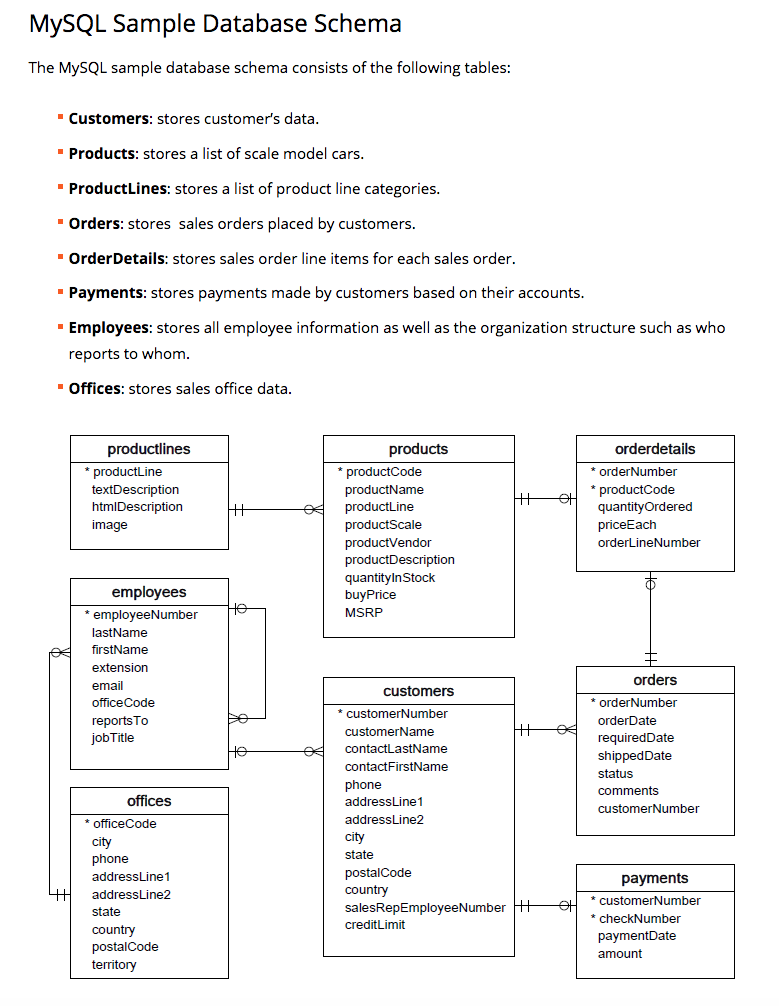 MySQL Sample Database Schema
The MySQL sample database schema consists of the following tables:
Customers: stores customer's data.
Products: stores a list of scale model cars.
ProductLines: stores a list of product line categories.
Orders: stores  sales orders placed by customers.
OrderDetails: stores sales order line items for each sales order.
Payments: stores payments made by customers based on their accounts.
Employees: stores all employee information as well as the organization structure such as who
reports to whom.
Offices: stores sales office data.
productlines
* productLine
textDescription
htmlDescription
image
products
* productCode
productName
productLine
productScale
productVendor
productDescription
quantityInStock
buyPrice
MSRP
orderdetails
* orderNumber
* productCode
quantityOrdered
priceEach
orderLineNumber
employees
* employeeNumber
lastName
firstName
extension
email
officeCode
reportsTo
jobTitle
customers
* customerNumber
customerName
contactLastName
contactFirstName
phone
addressLine1
addressLine2
city
state
postalCode
country
salesRepEmployeeNumber
creditLimit
orders
* orderNumber
orderDate
requiredDate
shippedDate
status
comments
customerNumber
offices
* officeCode
city
phone
addressLine1
addressLine2
state
country
postalCode
territory
payments
* customerNumber
* checkNumber
paymentDate
amount